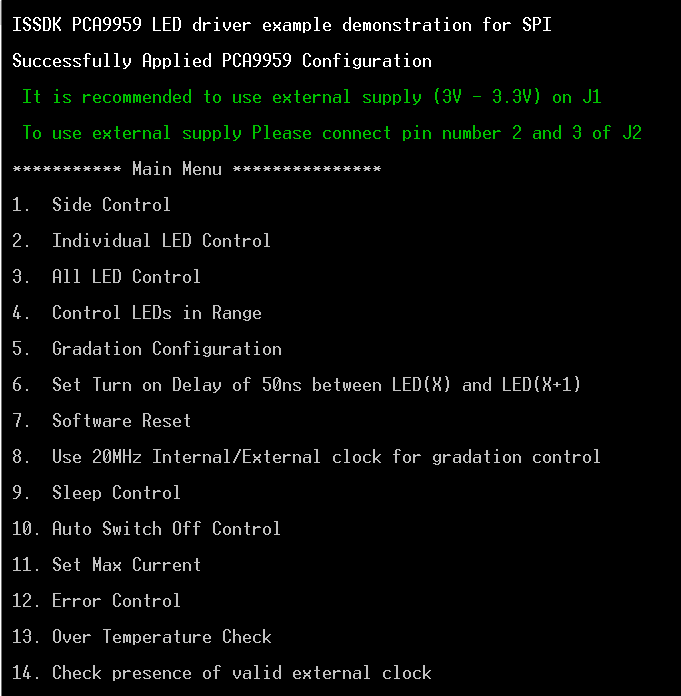 ISSDK PCA9959 LED driver example demonstration for SPI
Successfully Applied PCA9959 Configuration
It is recommended to use external supply (3V - 3.3V) on J1
To use external supply Please connect pin number 2 and 3 of J2
*********** Main Menu ***************
1. Side Control
2. Individual LED Control
3. All LED Control
4. Control LEDs in Range
5. Gradation Configuration
6. Set Turn on Delay of 50ns between LED(X) and LED(X+1)
7. Software Reset
8. Use 20MHz Internal/External clock for gradation control
9. Sleep Control
10. Auto Switch Off Control
11. Set Max Current
12. Error Control
13. Over Temperature Check
14. Check presence of valid external clock